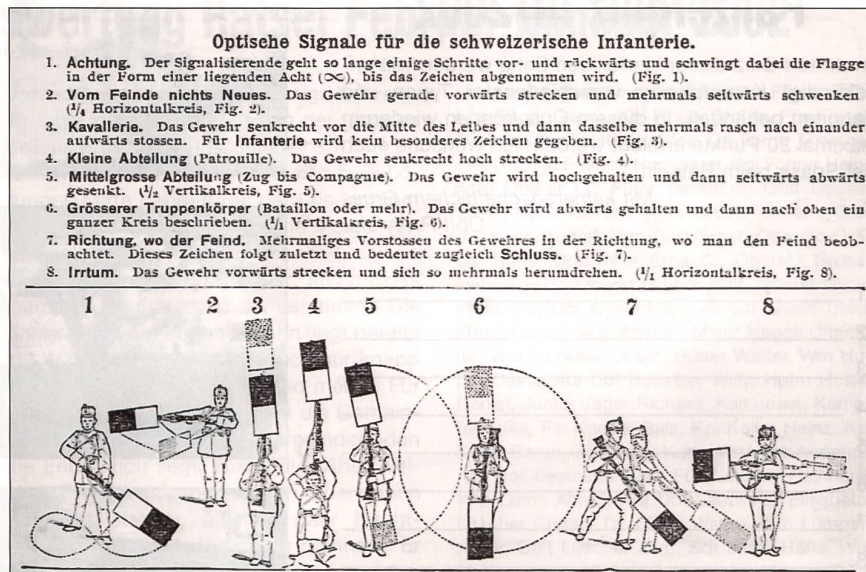 Optische Signale für die schweizerische Infanterie.
1. Achtung. Der Signalisierende geht so lange einige Schritte vor- und rückwärts und schwingt dabei die Flagge
in der Form einer liegenden Acht (∞), bis das Zeichen abgenommen wird. (Fig. 1).
2. Vom Feinde nichts Neues. Das Gewehr gerade vorwärts strecken und mehrmals seitwärts schwenken
(¼ Horizontalkreis, Fig. 2).
3. Kavallerie. Das Gewehr senkrecht vor die Mitte des Leibes und dann dasselbe mehrmals rasch nach einander
aufwärts stossen. Für Infanterie wird kein besonderes Zeichen gegeben. (Fig. 3).
4. Kleine Abteilung (Patrouille). Das Gewehr senkrecht hoch strecken. (Fig. 4).
5. Mittelgrosse Abteilung (Zug bis Compagnie). Das Gewehr wird hochgehalten und dann seitwärts abwärts
gesenkt. (½ Vertikalkreis, Fig. 5).
6. Grösserer Truppenkörper (Bataillon oder mehr). Das Gewehr wird abwärts gehalten und dann nach oben ein
ganzer Kreis beschrieben. (¹/₁ Vertikalkreis, Fig. 6).
7. Richtung, wo der Feind. Mehrmaliges Vorstossen des Gewehres in der Richtung, wo man den Feind beob-
achtet. Dieses Zeichen folgt zuletzt und bedeutet zugleich Schluss. (Fig. 7).
8. Irrtum. Das Gewehr vorwärts strecken und sich so mehrmals herumdrehen. (¹/₁ Horizontalkreis, Fig. 8).
1 2 3 4 5 6 7 8